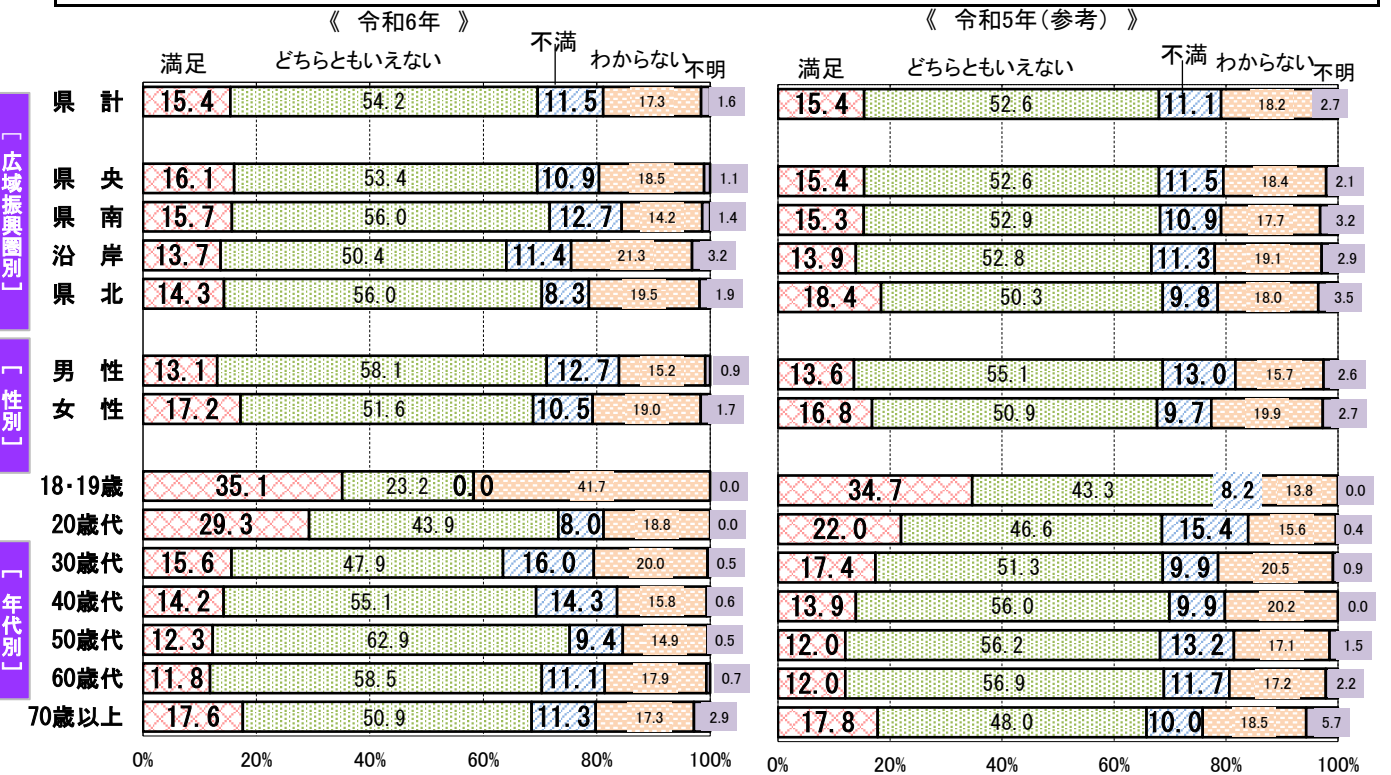 《 令和6年 》
満足 どちらともいえない 不満 わからない 不明
県 計 15.4 54.2 11.5 17.3 1.6
[ 広域振興圏別 ]
県 央 16.1 53.4 10.9 18.5 1.1
県 南 15.7 56.0 12.7 14.2 1.4
沿 岸 13.7 50.4 11.4 21.3 3.2
県 北 14.3 56.0 8.3 19.5 1.9
[ 性別 ]
男 性 13.1 58.1 12.7 15.2 0.9
女 性 17.2 51.6 10.5 19.0 1.7
[ 年代別 ]
18・19歳 35.1 23.2 0.0 41.7 0.0
20歳代 29.3 43.9 8.0 18.8 0.0
30歳代 15.6 47.9 16.0 20.0 0.5
40歳代 14.2 55.1 14.3 15.8 0.6
50歳代 12.3 62.9 9.4 14.9 0.5
60歳代 11.8 58.5 11.1 17.9 0.7
70歳以上 17.6 50.9 11.3 17.3 2.9
0% 20% 40% 60% 80% 100%
《 令和5年(参考) 》
満足 どちらともいえない 不満 わからない 不明
15.4 52.6 11.1 18.2 2.7
15.4 52.6 11.5 18.4 2.1
15.3 52.9 10.9 17.7 3.2
13.9 52.8 11.3 19.1 2.9
18.4 50.3 9.8 18.0 3.5
13.6 55.1 13.0 15.7 2.6
16.8 50.9 9.7 19.9 2.7
34.7 43.3 8.2 13.8 0.0
22.0 46.6 15.4 15.6 0.4
17.4 51.3 9.9 20.5 0.9
13.9 56.0 9.9 20.2 0.0
12.0 56.2 13.2 17.1 1.5
12.0 56.9 11.7 17.2 2.2
17.8 48.0 10.0 18.5 5.7
0% 20% 40% 60% 80% 100%